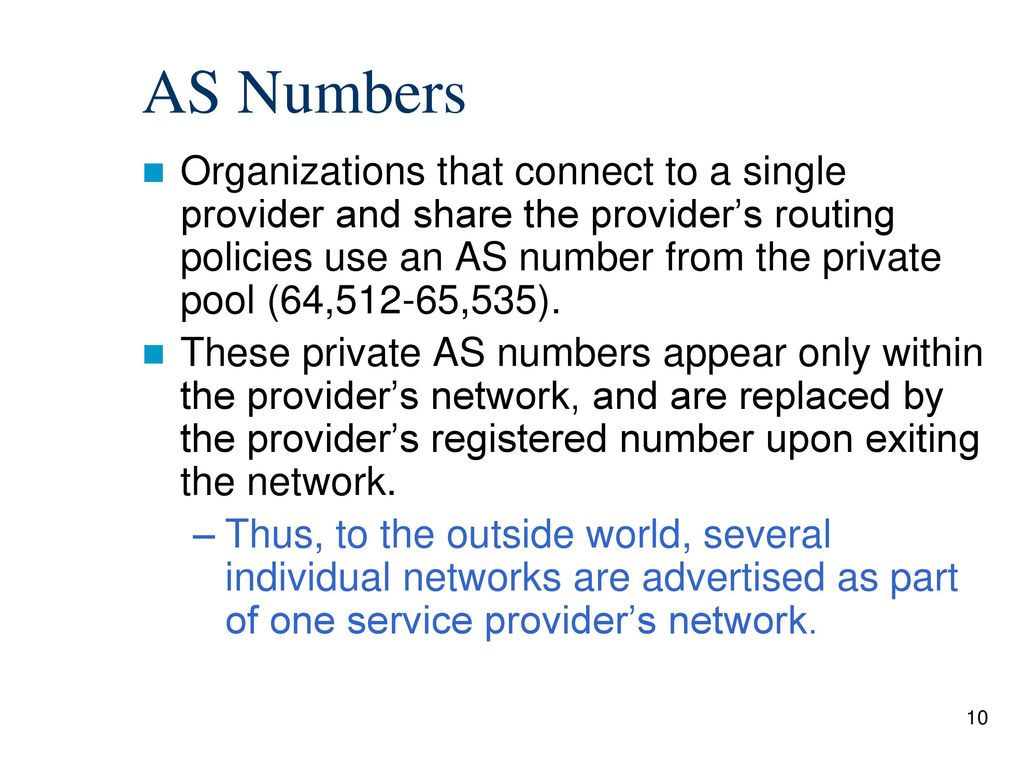 AS Numbers
Organizations that connect to a single
provider and share the provider’s routing
policies use an AS number from the private
pool (64,512-65,535).
These private AS numbers appear only within
the provider’s network, and are replaced by
the provider’s registered number upon exiting
the network.
– Thus, to the outside world, several
individual networks are advertised as part
of one service provider’s network.
10